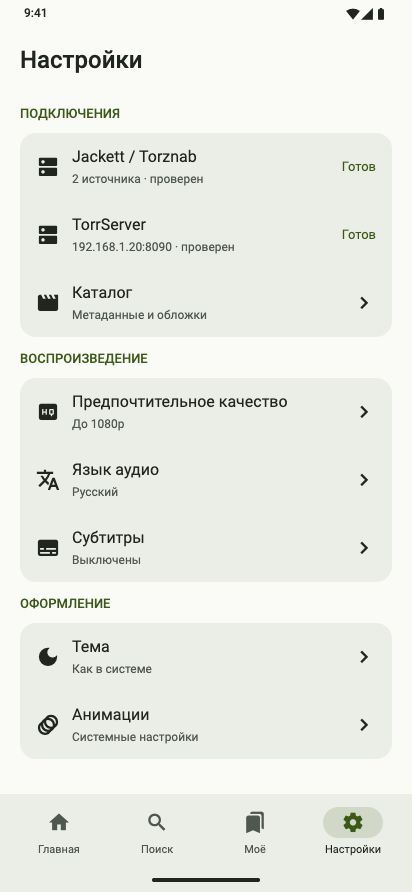 9:41
Настройки
ПОДКЛЮЧЕНИЯ
Jackett / Torznab
2 источника · проверен
Готов
TorrServer
192.168.1.20:8090 · проверен
Готов
Каталог
Метаданные и обложки
ВОСПРОИЗВЕДЕНИЕ
HQ
Предпочтительное качество
До 1080p
Язык аудио
Русский
Субтитры
Выключены
ОФОРМЛЕНИЕ
Тема
Как в системе
Анимации
Системные настройки
Главная
Поиск
Моё
Настройки